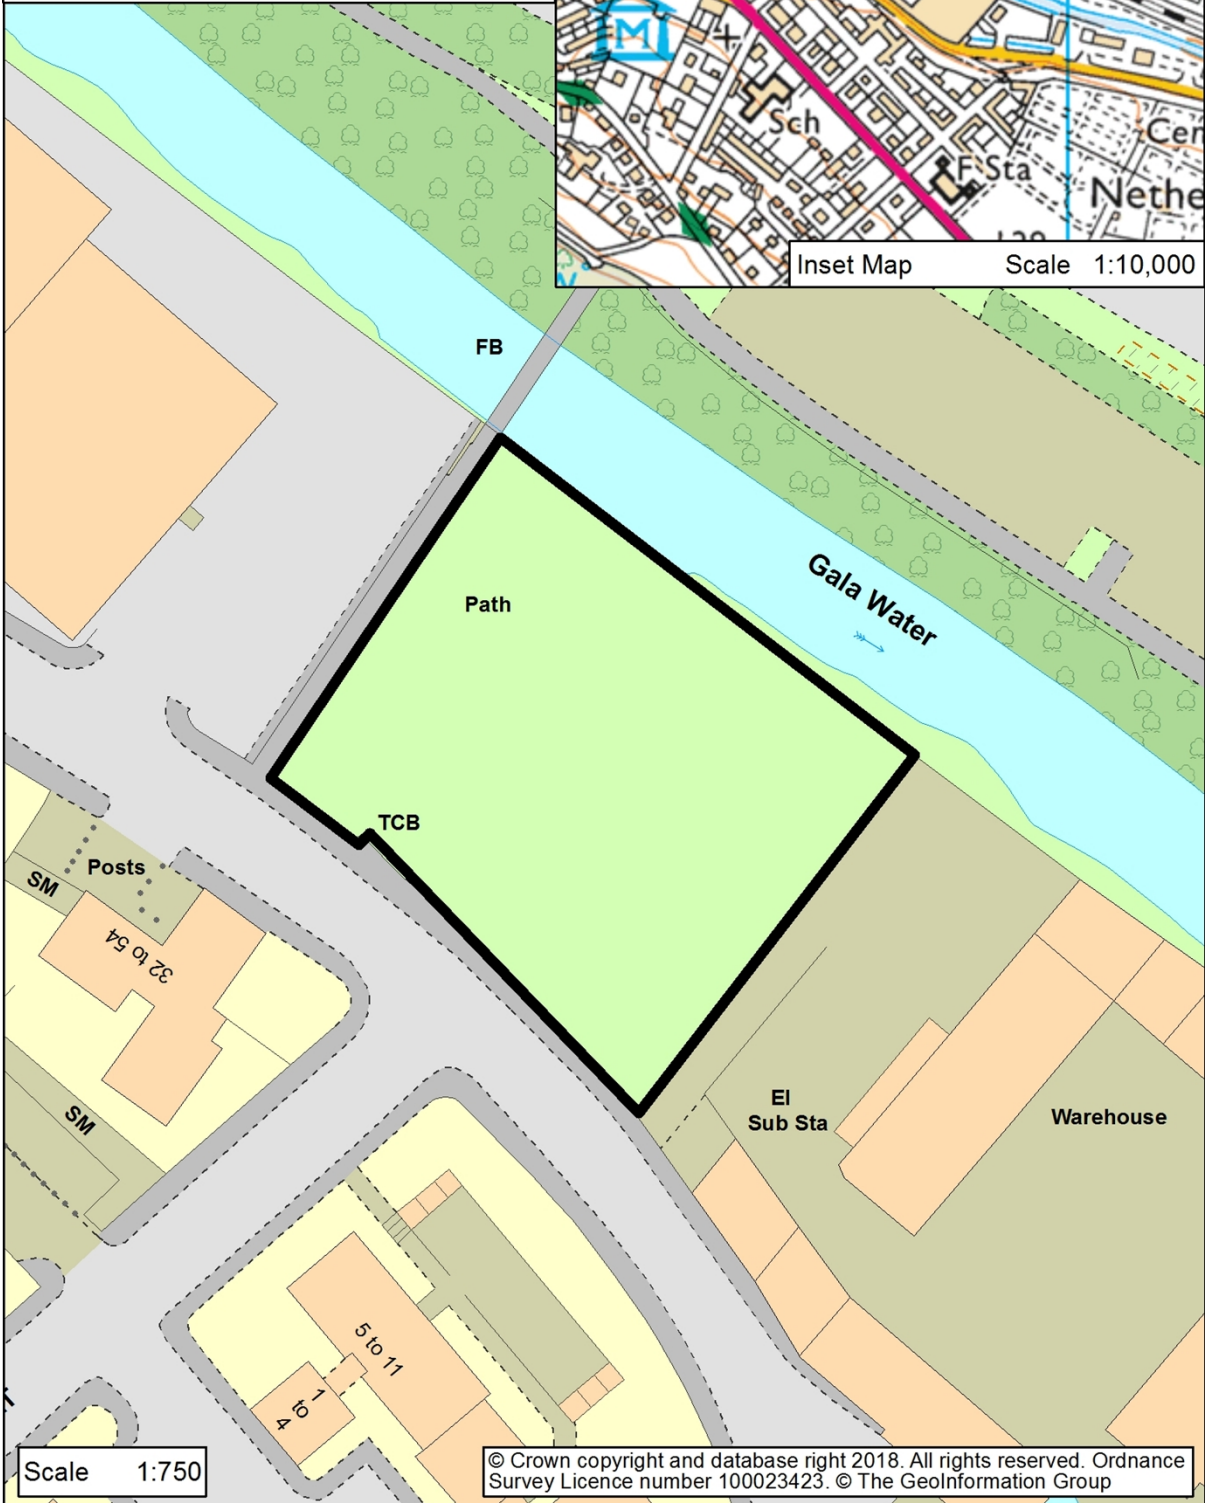 M
Sch
F Sta
Cer
Nethe
Inset Map Scale 1:10,000
FB
Gala Water
Path
TCB
Posts
SM
32 to 54
SM
El
Sub Sta
Warehouse
5 to 11
1
to
4
Scale 1:750
© Crown copyright and database right 2018. All rights reserved. Ordnance
Survey Licence number 100023423. © The GeoInformation Group